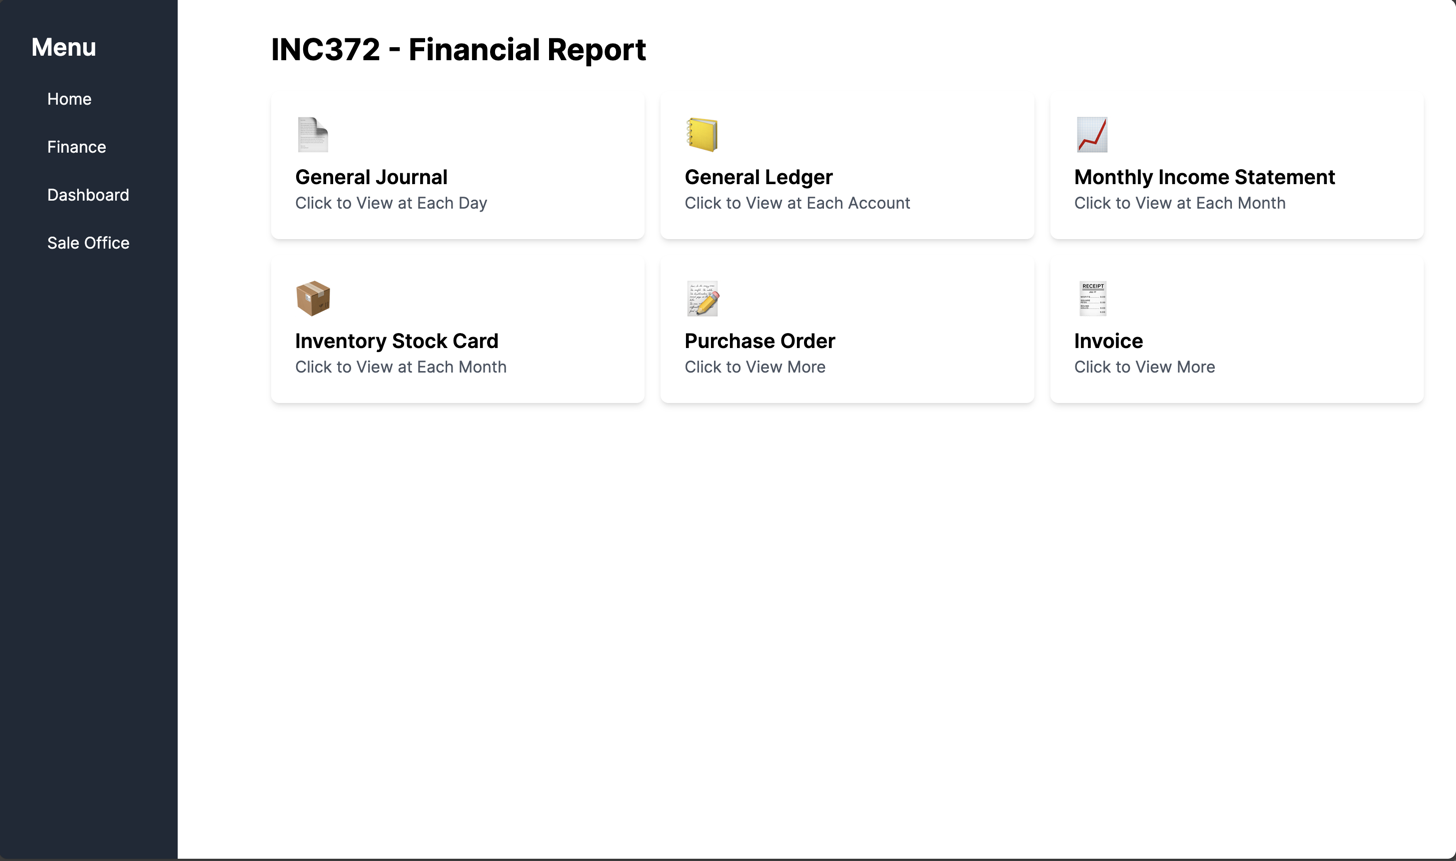 Menu
Home
Finance
Dashboard
Sale Office
INC372 - Financial Report
General Journal
Click to View at Each Day
General Ledger
Click to View at Each Account
Monthly Income Statement
Click to View at Each Month
Inventory Stock Card
Click to View at Each Month
Purchase Order
Click to View More
RECEIPT
Invoice
Click to View More